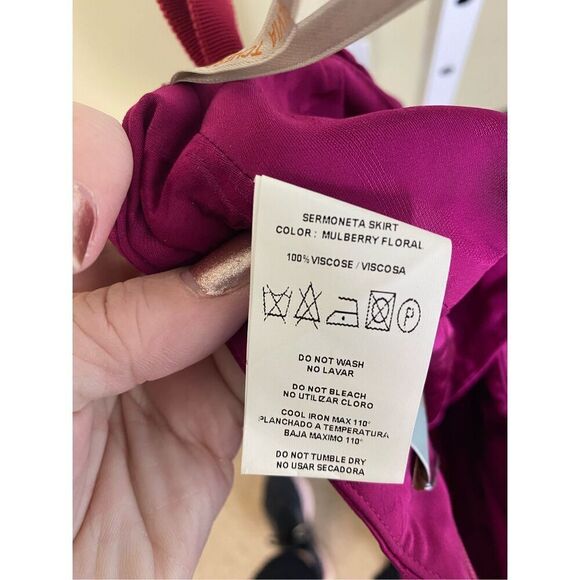 SERMONETA SKIRT
COLOR : MULBERRY FLORAL
100% VISCOSE / VISCOSA
P
DO NOT WASH
NO LAVAR
DO NOT BLEACH
NO UTILIZAR CLORO
COOL IRON MAX 110°
PLANCHADO A TEMPERATURA
BAJA MAXIMO 110°
DO NOT TUMBLE DRY
NO USAR SECADORA